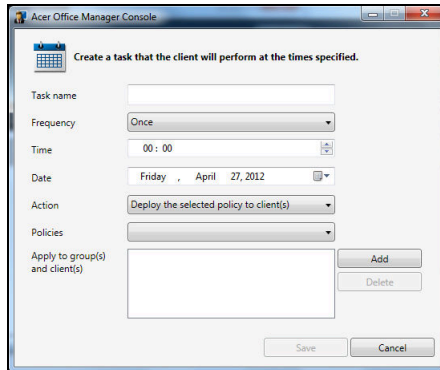 Acer Office Manager Console
Create a task that the client will perform at the times specified.
Task name
Frequency Once
Time 00 : 00
Date Friday , April 27, 2012
Action Deploy the selected policy to client(s)
Policies
Apply to group(s)
and client(s)
Add
Delete
Save Cancel